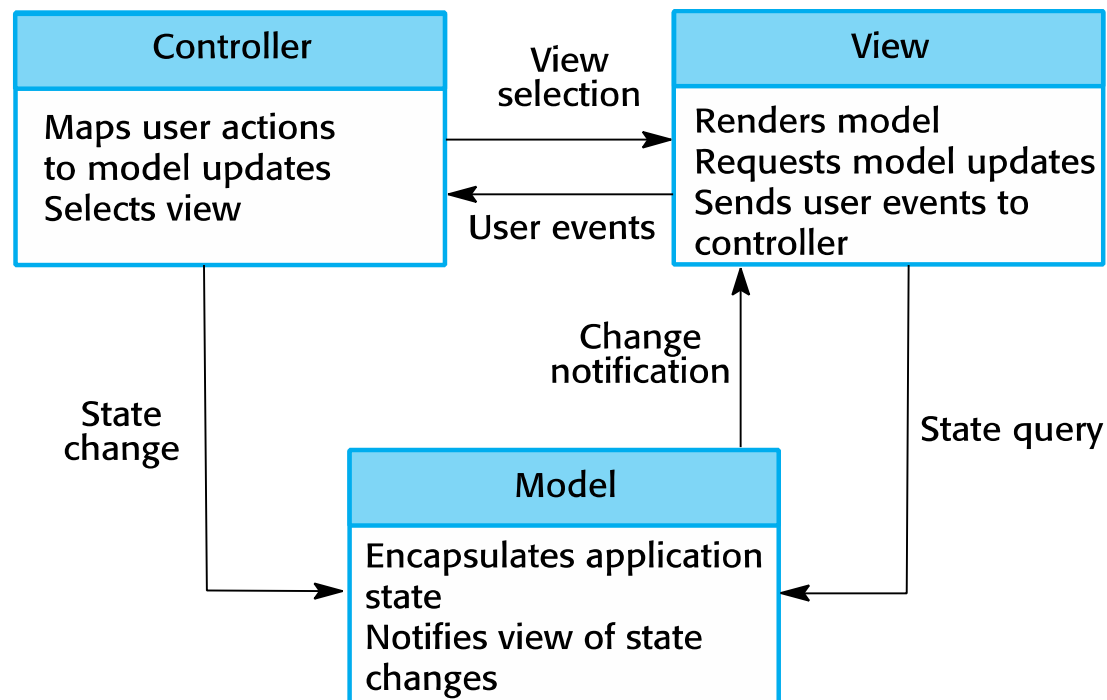 Controller
Maps user actions
to model updates
Selects view
View
selection
User events
View
Renders model
Requests model updates
Sends user events to
controller
State
change
Change
notification
State query
Model
Encapsulates application
state
Notifies view of state
changes